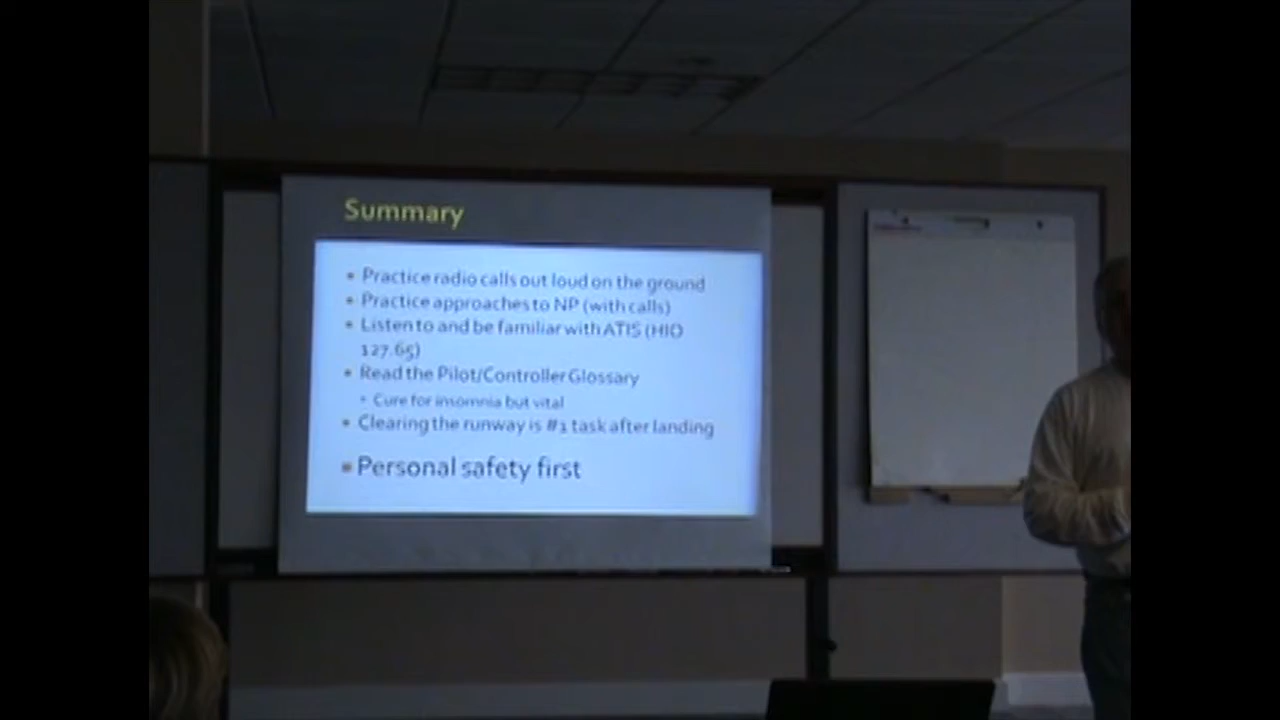 Summary
Practice radio calls out loud on the ground
Practice approaches to NP (with calls)
Listen to and be familiar with ATIS (HIO
127.65)
Read the Pilot/Controller Glossary
Cure for insomnia but vital
Clearing the runway is #1 task after landing
Personal safety first